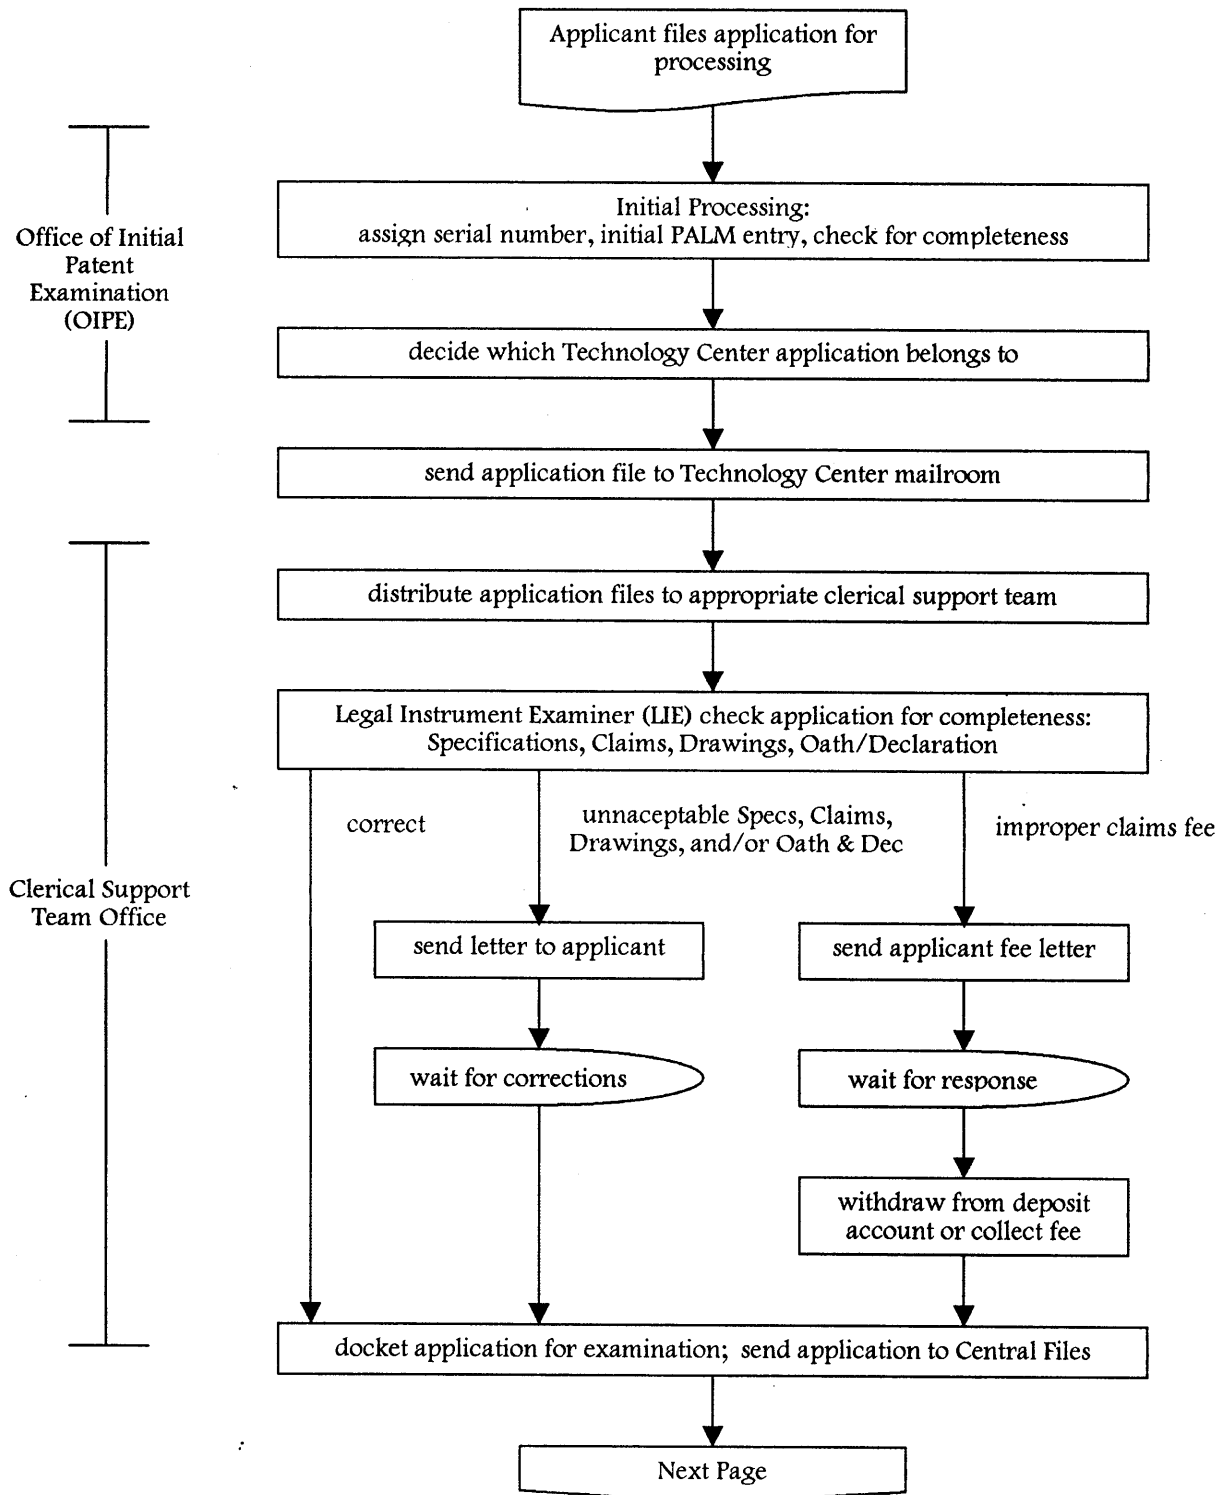 Applicant files application for
processing
Office of Initial
Patent
Examination
(OIPE)
Initial Processing:
assign serial number, initial PALM entry, check for completeness
decide which Technology Center application belongs to
send application file to Technology Center mailroom
distribute application files to appropriate clerical support team
Legal Instrument Examiner (LIE) check application for completeness:
Specifications, Claims, Drawings, Oath/Declaration
correct
unnaceptable Specs, Claims,
Drawings, and/or Oath & Dec
improper claims fee
Clerical Support
Team Office
send letter to applicant
send applicant fee letter
wait for corrections
wait for response
withdraw from deposit
account or collect fee
docket application for examination; send application to Central Files
Next Page